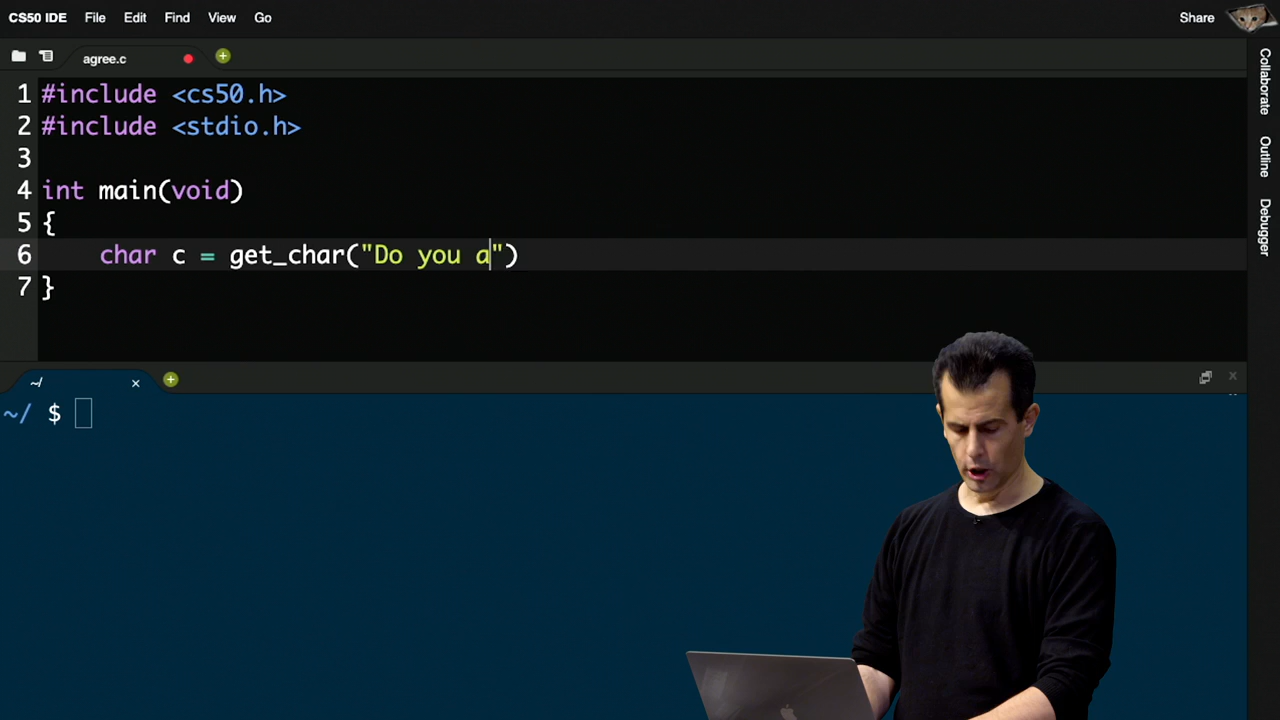 CS50 IDE File Edit Find View Go Share
agree.c
1 #include <cs50.h>
2 #include <stdio.h>
3
4 int main(void)
5 {
6     char c = get_char("Do you a")
7 }
~/
~/ $
Collaborate
Outline
Debugger